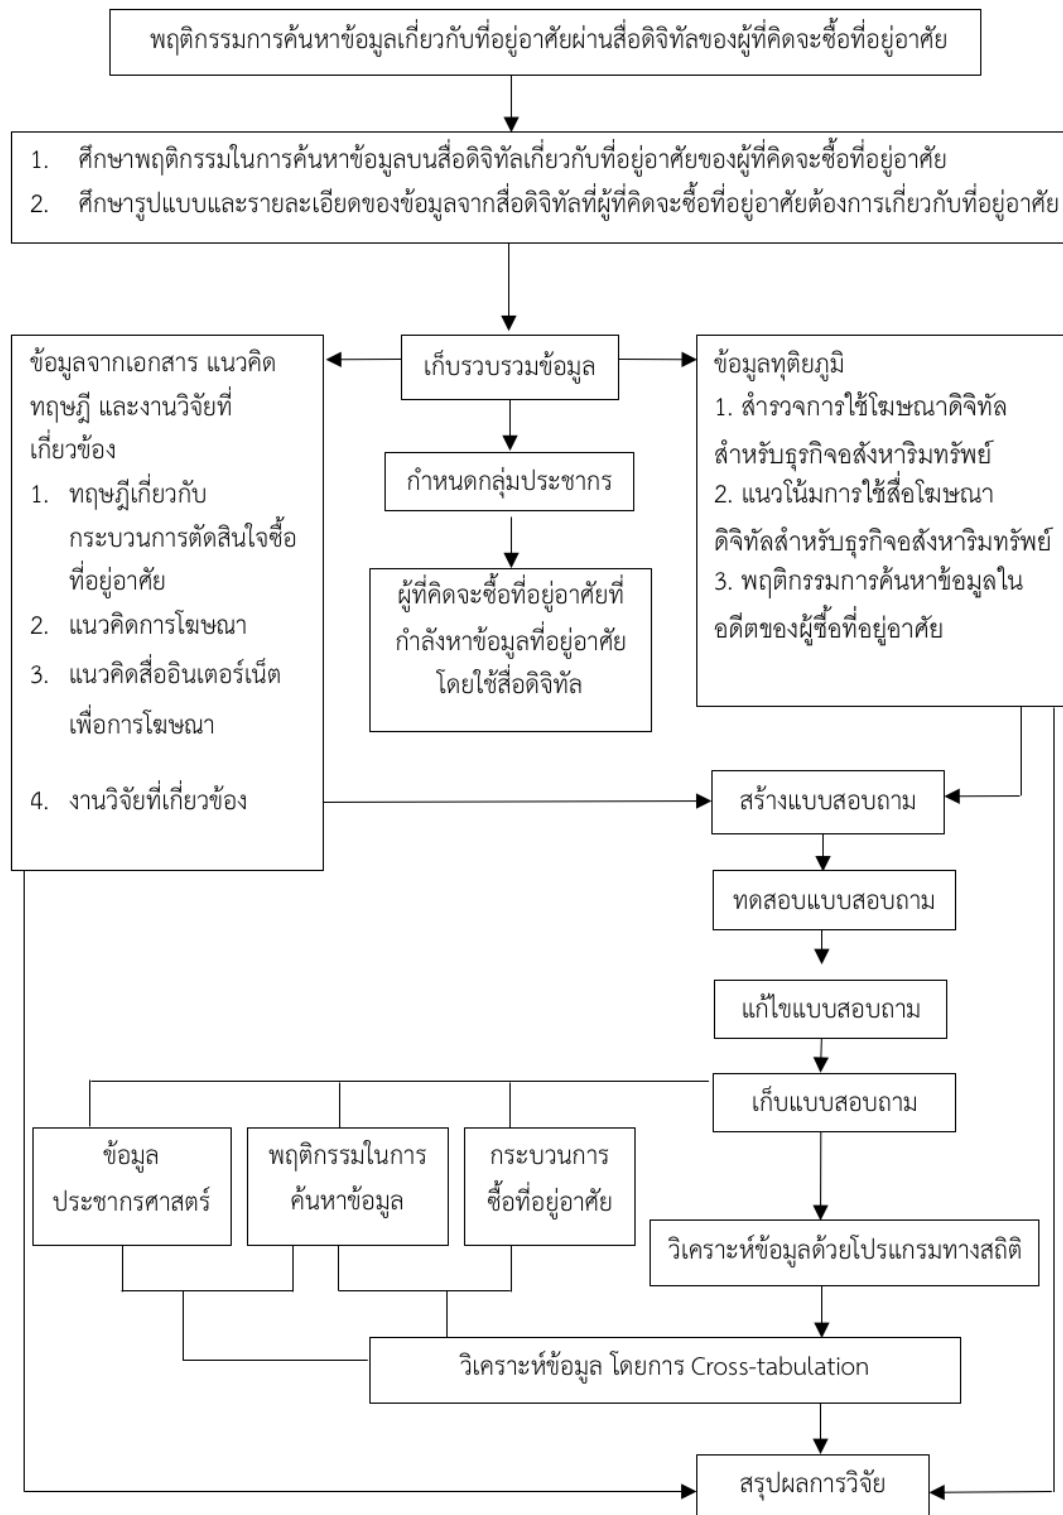 พฤติกรรมการค้นหาข้อมูลเกี่ยวกับที่อยู่อาศัยผ่านสื่อดิจิทัลของผู้ที่คิดจะซื้อที่อยู่อาศัย
1. ศึกษาพฤติกรรมในการค้นหาข้อมูลบนสื่อดิจิทัลเกี่ยวกับที่อยู่อาศัยของผู้ที่คิดจะซื้อที่อยู่อาศัย
2. ศึกษารูปแบบและรายละเอียดของข้อมูลจากสื่อดิจิทัลที่ผู้ที่คิดจะซื้อที่อยู่อาศัยต้องการเกี่ยวกับที่อยู่อาศัย
ข้อมูลจากเอกสาร แนวคิด
ทฤษฎี และงานวิจัยที่
เกี่ยวข้อง
1. ทฤษฎีเกี่ยวกับ
กระบวนการตัดสินใจซื้อ
ที่อยู่อาศัย
2. แนวคิดการโฆษณา
3. แนวคิดสื่ออินเตอร์เน็ต
เพื่อการโฆษณา
4. งานวิจัยที่เกี่ยวข้อง
เก็บรวบรวมข้อมูล
กำหนดกลุ่มประชากร
ผู้ที่คิดจะซื้อที่อยู่อาศัยที่
กำลังหาข้อมูลที่อยู่อาศัย
โดยใช้สื่อดิจิทัล
ข้อมูลทุติยภูมิ
1. สำรวจการใช้โฆษณาดิจิทัล
สำหรับธุรกิจอสังหาริมทรัพย์
2. แนวโน้มการใช้สื่อโฆษณา
ดิจิทัลสำหรับธุรกิจอสังหาริมทรัพย์
3. พฤติกรรมการค้นหาข้อมูลใน
อดีตของผู้ซื้อที่อยู่อาศัย
สร้างแบบสอบถาม
ทดสอบแบบสอบถาม
แก้ไขแบบสอบถาม
เก็บแบบสอบถาม
ข้อมูล
ประชากรศาสตร์
พฤติกรรมในการ
ค้นหาข้อมูล
กระบวนการ
ซื้อที่อยู่อาศัย
วิเคราะห์ข้อมูลด้วยโปรแกรมทางสถิติ
วิเคราะห์ข้อมูล โดยการ Cross-tabulation
สรุปผลการวิจัย